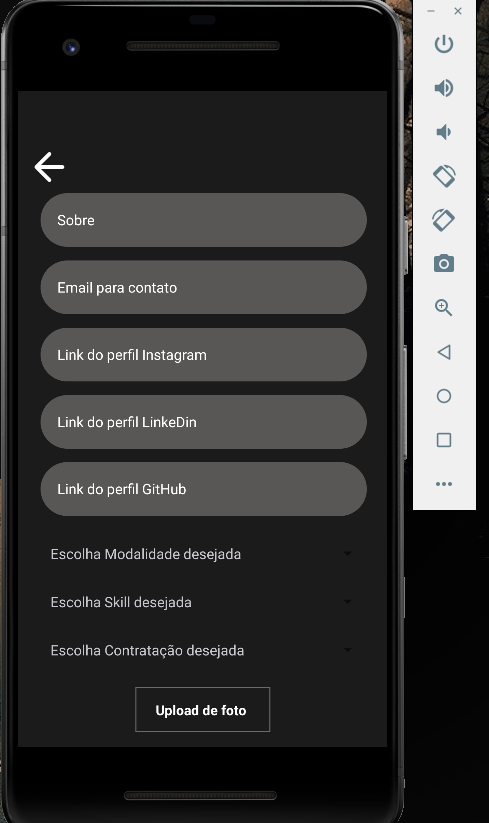 Sobre
Email para contato
Link do perfil Instagram
Link do perfil LinkeDin
Link do perfil GitHub
Escolha Modalidade desejada
Escolha Skill desejada
Escolha Contratação desejada
Upload de foto